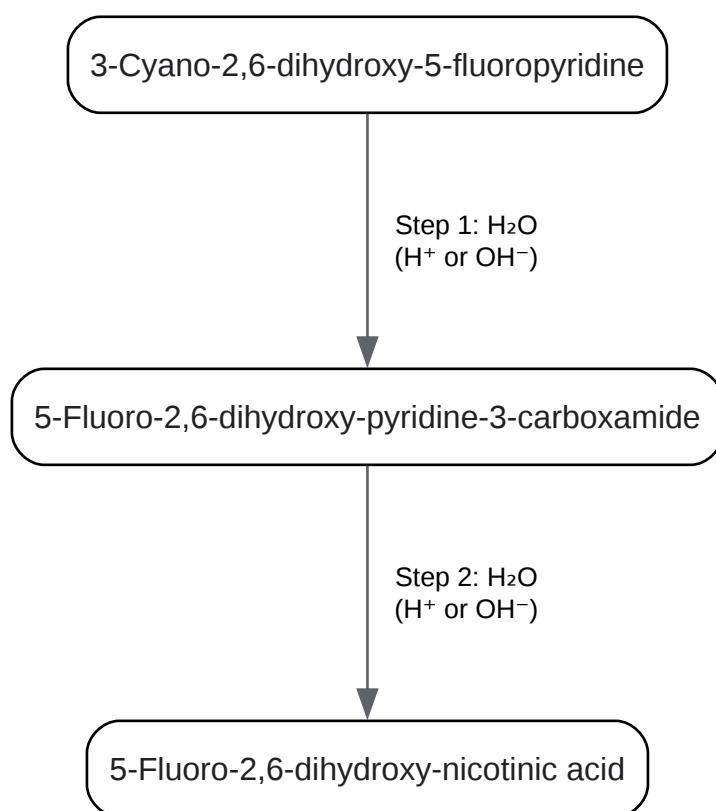 3-Cyano-2,6-dihydroxy-5-fluoropyridine
Step 1: H₂O
(H⁺ or OH⁻)
5-Fluoro-2,6-dihydroxy-pyridine-3-carboxamide
Step 2: H₂O
(H⁺ or OH⁻)
5-Fluoro-2,6-dihydroxy-nicotinic acid